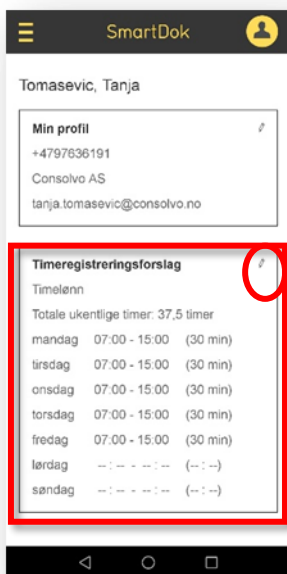 SmartDok
Tomasevic, Tanja
Min profil
+4797636191
Consolvo AS
tanja.tomasevic@consolvo.no
Timeregistreringsforslag
Timelønn
Totale ukentlige timer: 37,5 timer
mandag 07:00 - 15:00 (30 min)
tirsdag 07:00 - 15:00 (30 min)
onsdag 07:00 - 15:00 (30 min)
torsdag 07:00 - 15:00 (30 min)
fredag 07:00 - 15:00 (30 min)
lørdag --:-- - --:-- (--:--)
søndag --:-- - --:-- (--:--)